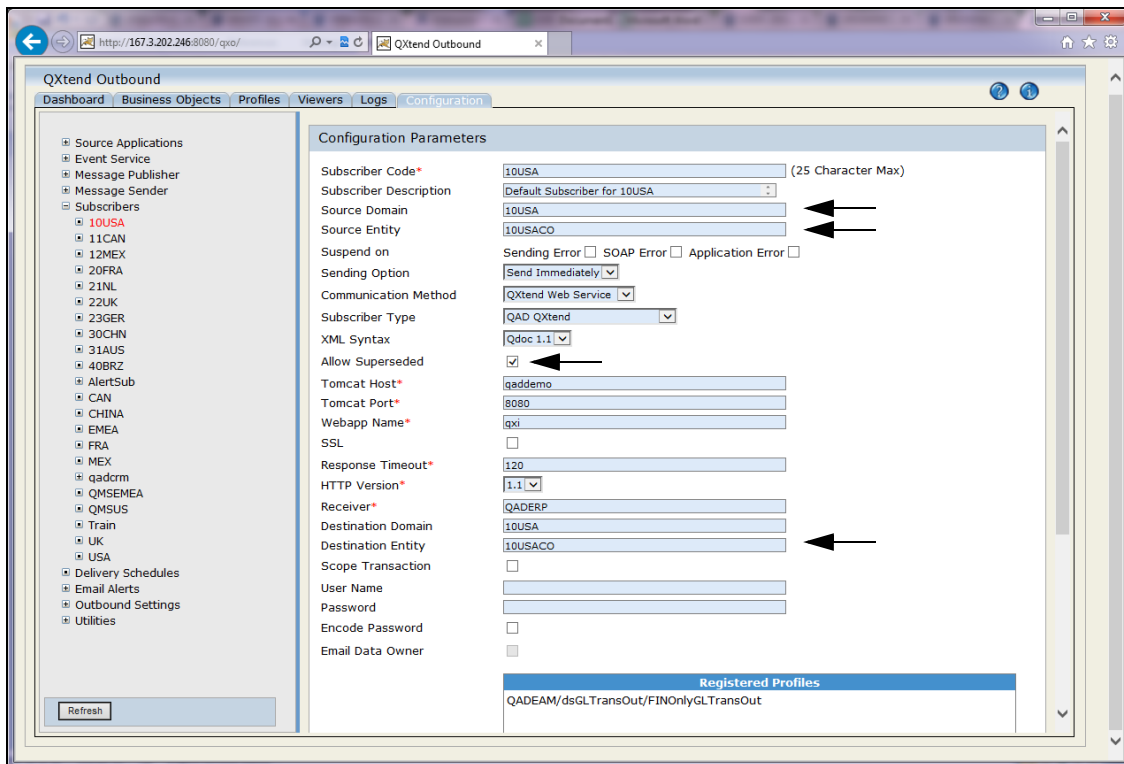 http://167.3.202.246:8080/qxo/
QXtend Outbound
QXtend Outbound
Dashboard Business Objects Profiles Viewers Logs Configuration
Source Applications
Event Service
Message Publisher
Message Sender
Subscribers
10USA
11CAN
12MEX
20FRA
21NL
22UK
23GER
30CHN
31AUS
40BRZ
AlertSub
CAN
CHINA
EMEA
FRA
MEX
qadcrm
QMSEMEA
QMSUS
Train
UK
USA
Delivery Schedules
Email Alerts
Outbound Settings
Utilities
Refresh
Configuration Parameters
Subscriber Code* 10USA (25 Character Max)
Subscriber Description Default Subscriber for 10USA
Source Domain 10USA
Source Entity 10USACO
Suspend on Sending Error SOAP Error Application Error
Sending Option Send Immediately
Communication Method QXtend Web Service
Subscriber Type QAD QXtend
XML Syntax Qdoc 1.1
Allow Superseded
Tomcat Host* qaddemo
Tomcat Port* 8080
Webapp Name* qxi
SSL
Response Timeout* 120
HTTP Version* 1.1
Receiver* QADERP
Destination Domain 10USA
Destination Entity 10USACO
Scope Transaction
User Name
Password
Encode Password
Email Data Owner
Registered Profiles
QADEAM/dsGLTransOut/FINOnlyGLTransOut